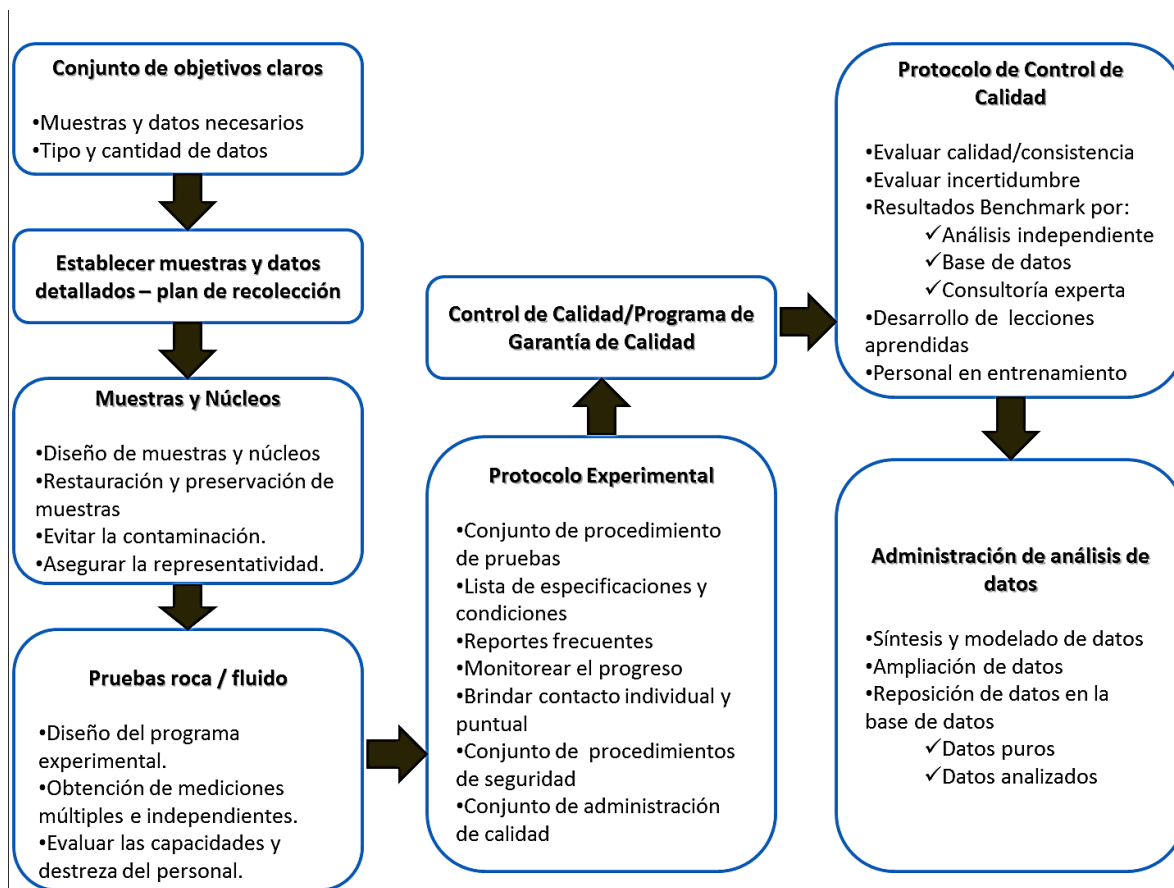 Conjunto de objetivos claros
•Muestras y datos necesarios
•Tipo y cantidad de datos
Establecer muestras y datos
detallados – plan de recolección
Muestras y Núcleos
•Diseño de muestras y núcleos
•Restauración y preservación de
muestras
•Evitar la contaminación.
•Asegurar la representatividad.
Pruebas roca / fluido
•Diseño del programa
experimental.
•Obtención de mediciones
múltiples e independientes.
•Evaluar las capacidades y
destreza del personal.
Protocolo Experimental
•Conjunto de procedimiento
de pruebas
•Lista de especificaciones y
condiciones
•Reportes frecuentes
•Monitorear el progreso
•Brindar contacto individual y
puntual
•Conjunto de procedimientos
de seguridad
•Conjunto de administración de
calidad
Control de Calidad/Programa de
Garantía de Calidad
Protocolo de Control de
Calidad
•Evaluar calidad/consistencia
•Evaluar incertidumbre
•Resultados Benchmark por:
✓Análisis independiente
✓Base de datos
✓Consultoría experta
•Desarrollo de lecciones
aprendidas
•Personal en entrenamiento
Administración de análisis de
datos
•Síntesis y modelado de datos
•Ampliación de datos
•Reposición de datos en la
base de datos
✓Datos puros
✓Datos analizados